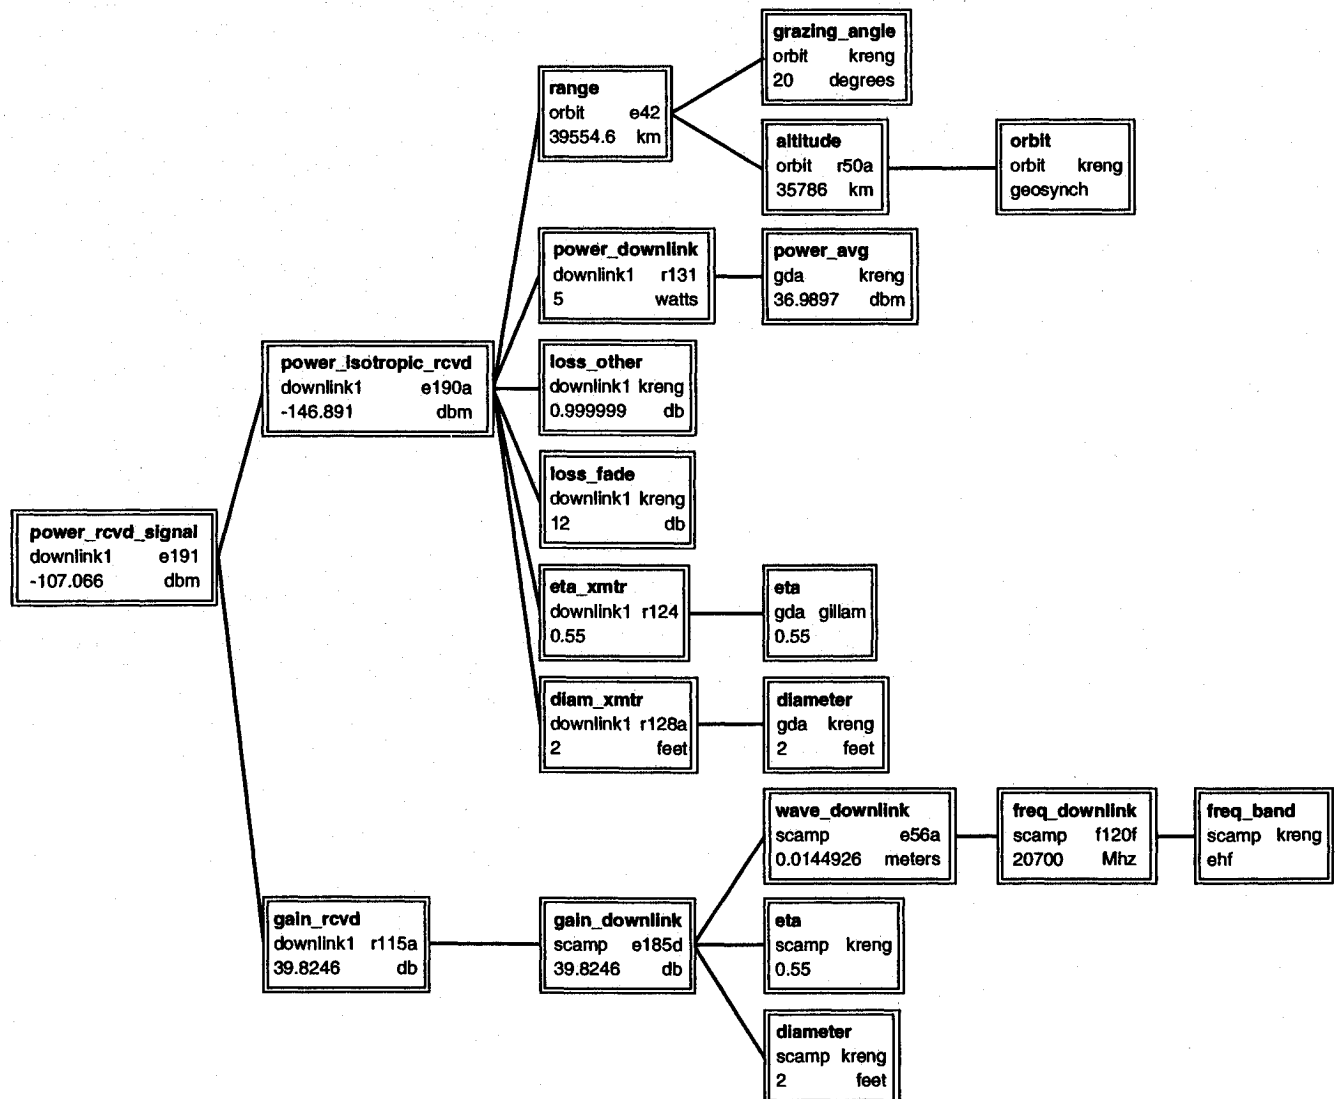 grazing_angle
orbit kreng
20 degrees
range
orbit e42
39554.6 km
altitude
orbit r50a
35786 km
orbit
orbit kreng
geosynch
power_downlink
downlink1 r131
5 watts
power_avg
gda kreng
36.9897 dbm
power_isotropic_rcvd
downlink1 e190a
-146.891 dbm
loss_other
downlink1 kreng
0.999999 db
loss_fade
downlink1 kreng
12 db
power_rcvd_signal
downlink1 e191
-107.066 dbm
eta_xmtr
downlink1 r124
0.55
eta
gda gillam
0.55
diam_xmtr
downlink1 r128a
2 feet
diameter
gda kreng
2 feet
wave_downlink
scamp e56a
0.0144926 meters
freq_downlink
scamp f120f
20700 Mhz
freq_band
scamp kreng
ehf
gain_rcvd
downlink1 r115a
39.8246 db
gain_downlink
scamp e185d
39.8246 db
eta
scamp kreng
0.55
diameter
scamp kreng
2 feet